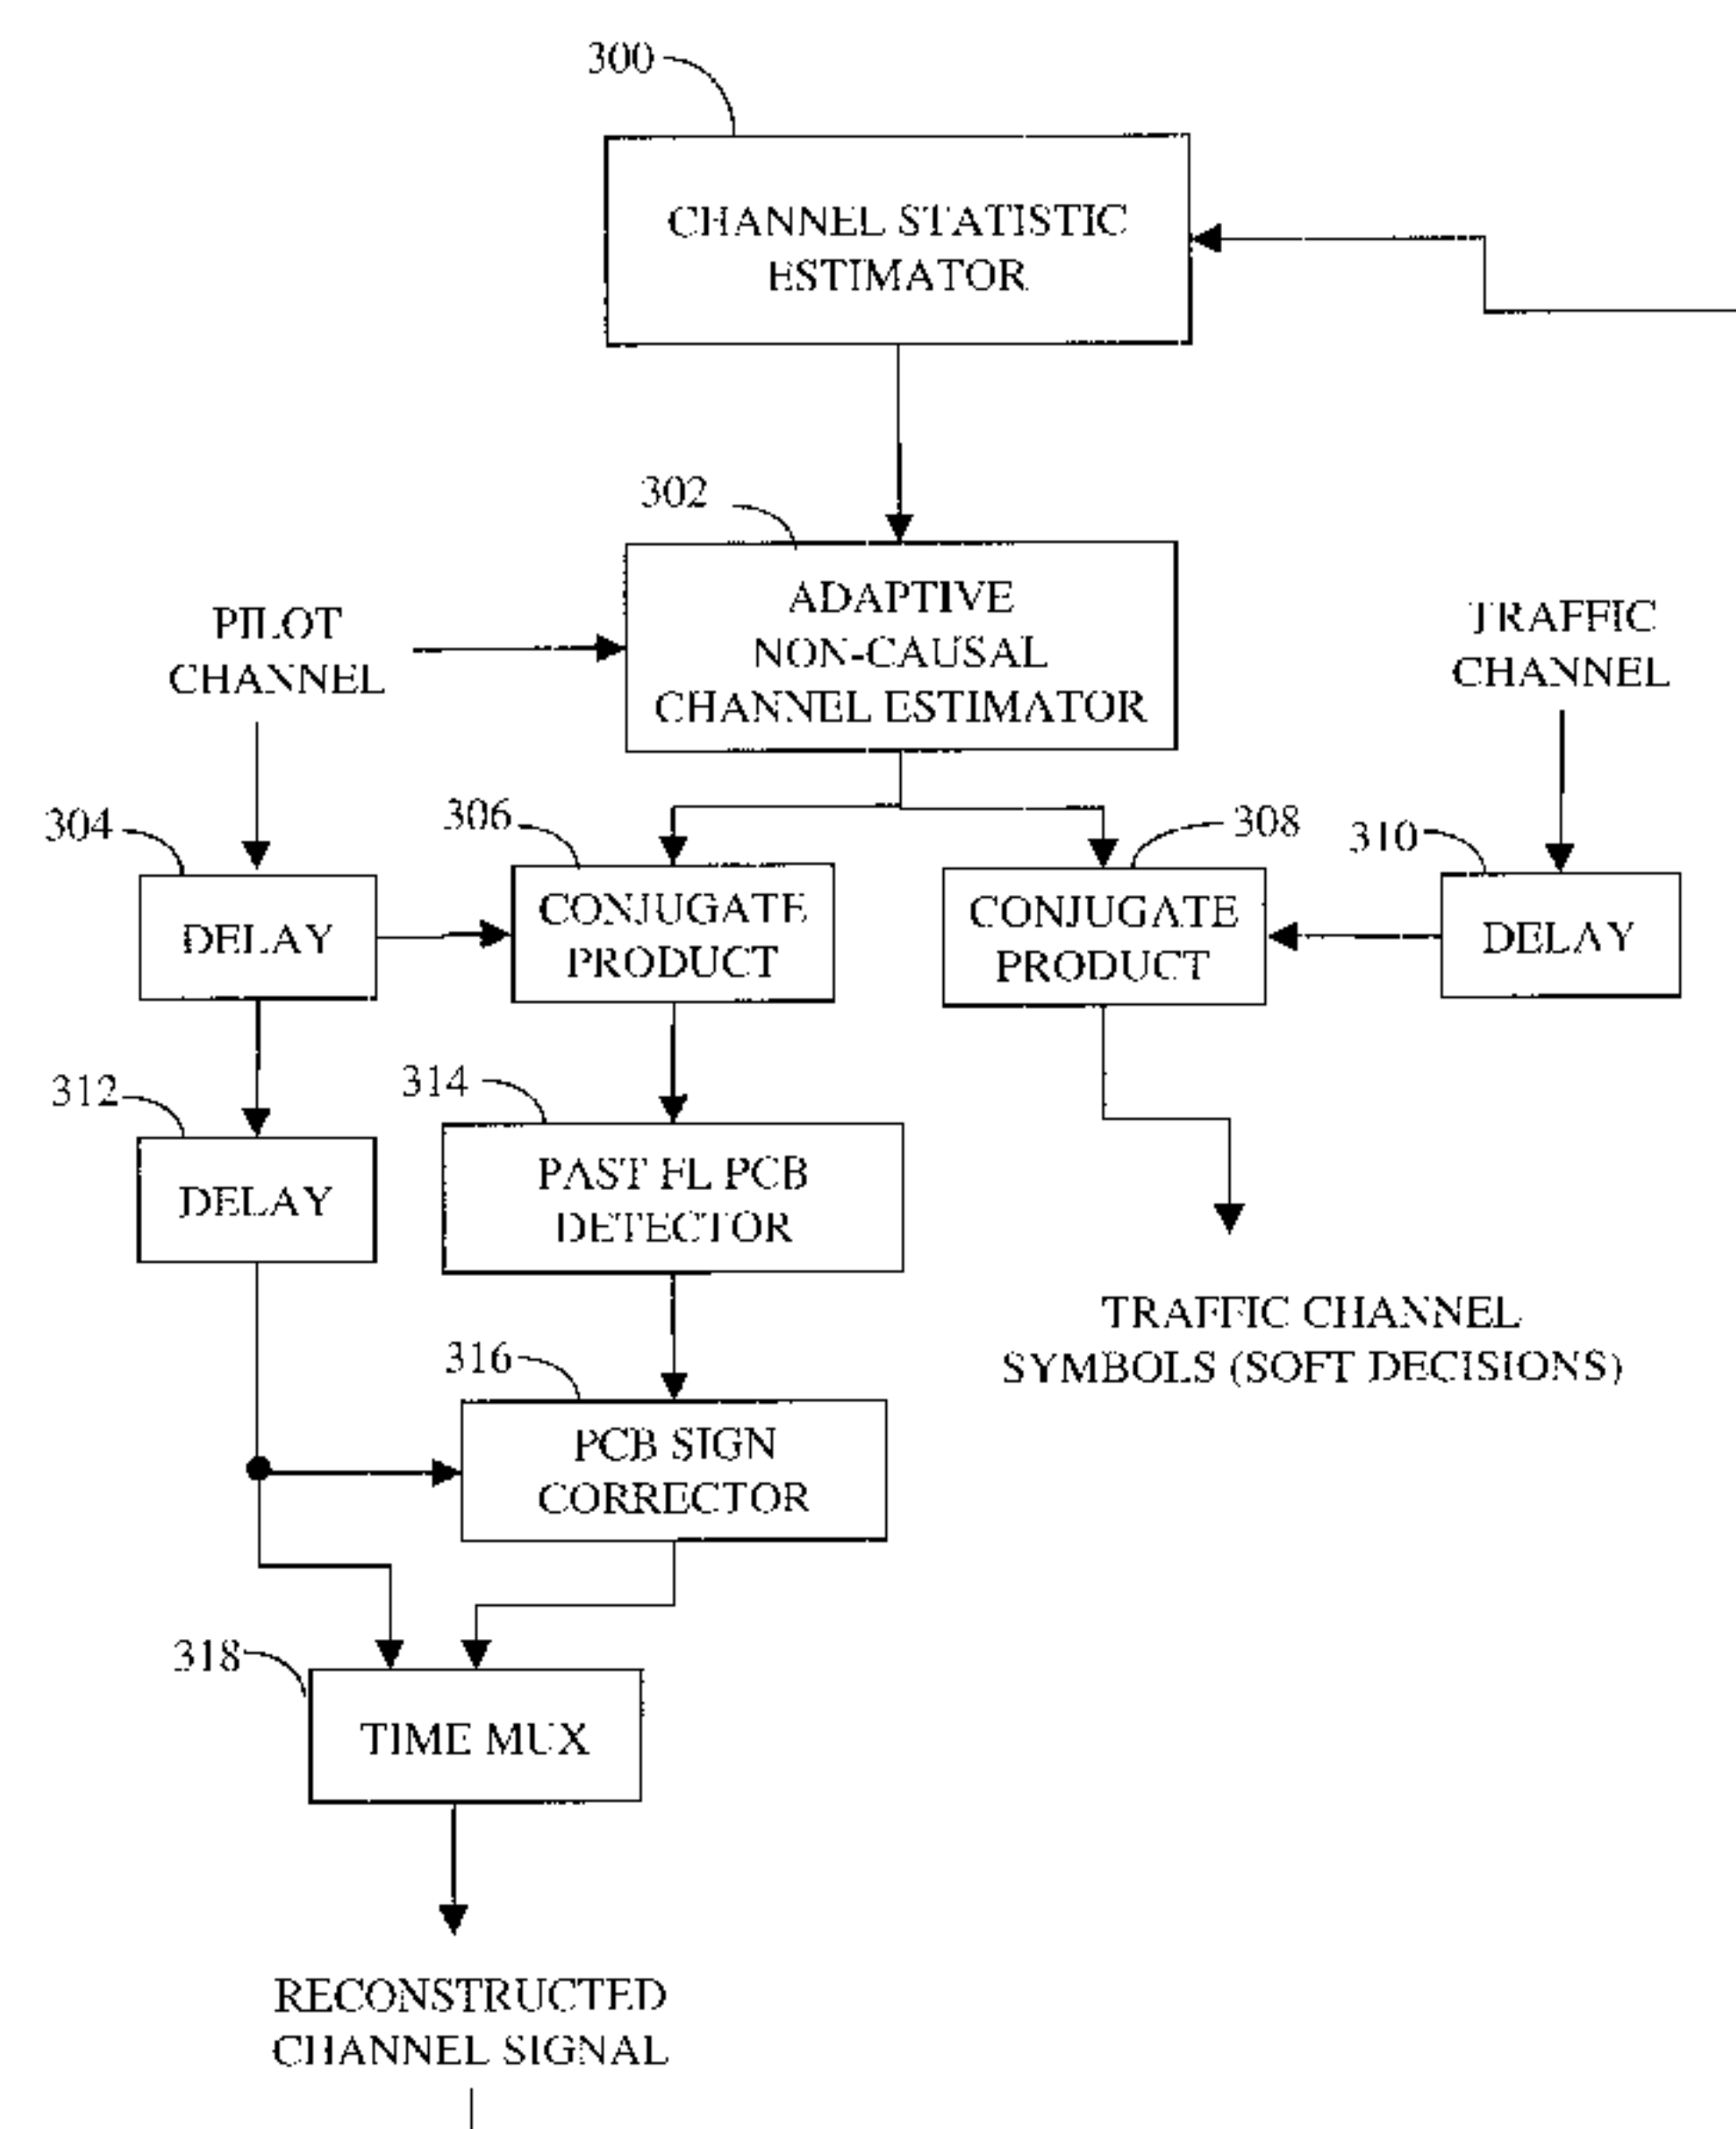 300
CHANNEL STATISTIC
ESTIMATOR
302
ADAPTIVE
NON-CAUSAL
CHANNEL ESTIMATOR
PILOT
CHANNEL
TRAFFIC
CHANNEL
304
DELAY
306
CONJUGATE
PRODUCT
308
CONJUGATE
PRODUCT
310
DELAY
312
DELAY
314
PAST FL PCB
DETECTOR
TRAFFIC CHANNEL
SYMBOLS (SOFT DECISIONS)
316
PCB SIGN
CORRECTOR
318
TIME MUX
RECONSTRUCTED
CHANNEL SIGNAL